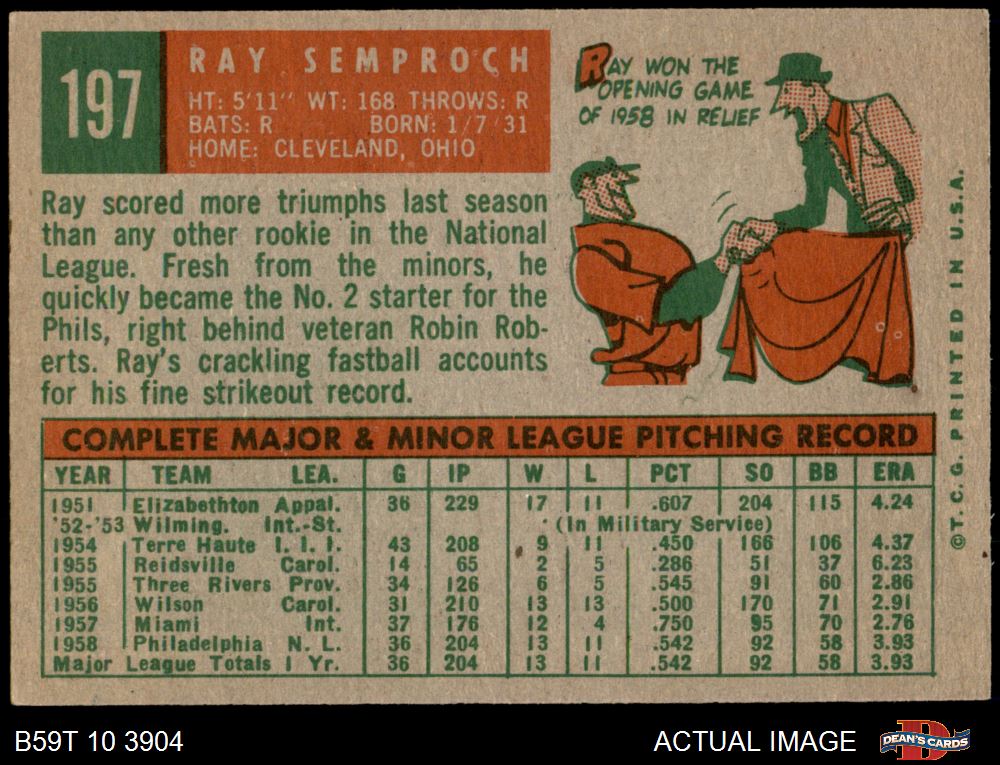 197
RAY SEMPROCH
HT: 5'11" WT: 168 THROWS: R
BATS: R BORN: 1/7/31
HOME: CLEVELAND, OHIO
RAY WON THE
OPENING GAME
OF 1958 IN RELIEF
Ray scored more triumphs last season
than any other rookie in the National
League. Fresh from the minors, he
quickly became the No. 2 starter for the
Phils, right behind veteran Robin Rob-
erts. Ray's crackling fastball accounts
for his fine strikeout record.
COMPLETE MAJOR & MINOR LEAGUE PITCHING RECORD
YEAR TEAM LEA. G IP W L PCT SO BB ERA
1951 Elizabethton Appal. 36 229 17 11 .607 204 115 4.24
'52-'53 Wilming. Int.-St. (In Military Service)
1954 Terre Haute I. I. I. 43 208 9 11 .450 166 106 4.37
1955 Reidsville Carol. 14 65 2 5 .286 51 37 6.23
1955 Three Rivers Prov. 34 126 6 5 .545 91 60 2.86
1956 Wilson Carol. 31 210 13 13 .500 170 71 2.91
1957 Miami Int. 37 176 12 4 .750 95 70 2.76
1958 Philadelphia N. L. 36 204 13 11 .542 92 58 3.93
Major League Totals 1 Yr. 36 204 13 11 .542 92 58 3.93
© T. C. G. PRINTED IN U.S.A.
B59T 10 3904
ACTUAL IMAGE
D
DEAN'S CARDS